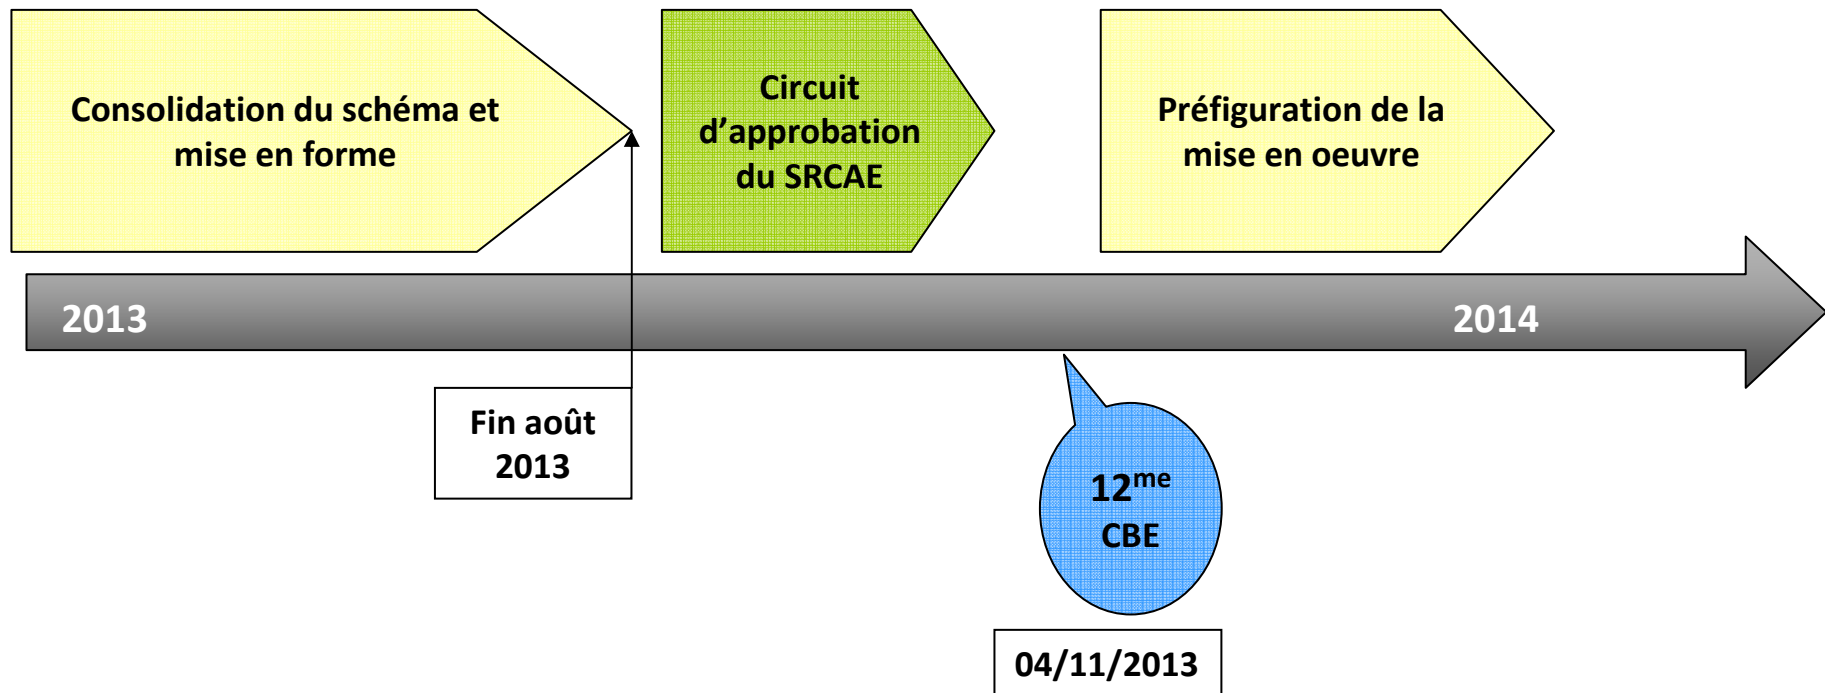 Consolidation du schéma et
mise en forme
Circuit
d’approbation
du SRCAE
Préfiguration de la
mise en oeuvre
2013
2014
Fin août
2013
12me
CBE
04/11/2013